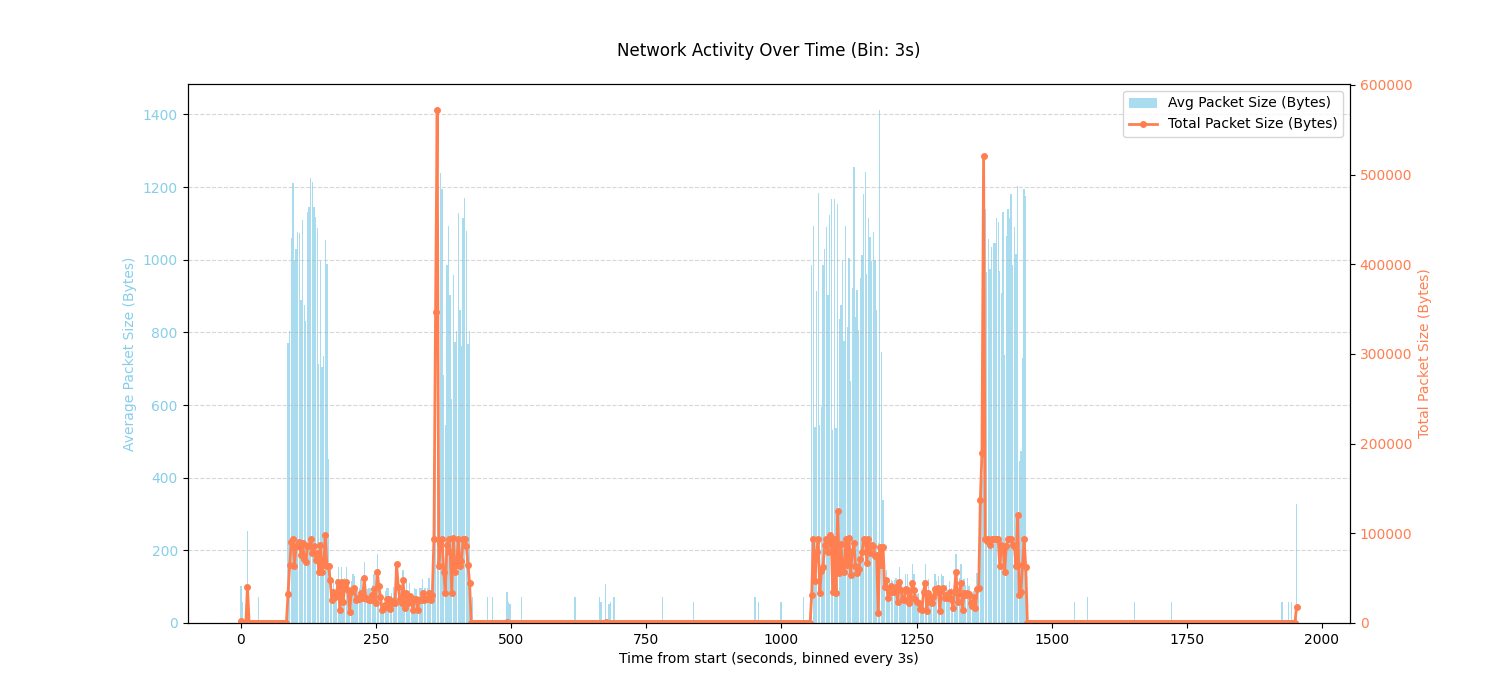 Network Activity Over Time (Bin: 3s)
Avg Packet Size (Bytes)
Total Packet Size (Bytes)
Average Packet Size (Bytes)
1400
1200
1000
800
600
400
200
0
600000
500000
400000
300000
200000
100000
0
Total Packet Size (Bytes)
0 250 500 750 1000 1250 1500 1750 2000
Time from start (seconds, binned every 3s)